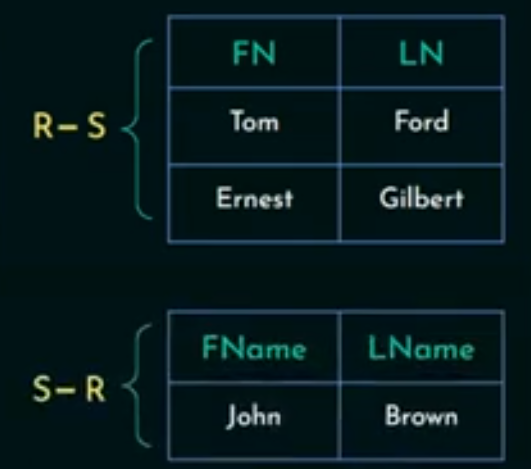 FN LN
R– S
Tom Ford
Ernest Gilbert
FName LName
S– R
John Brown